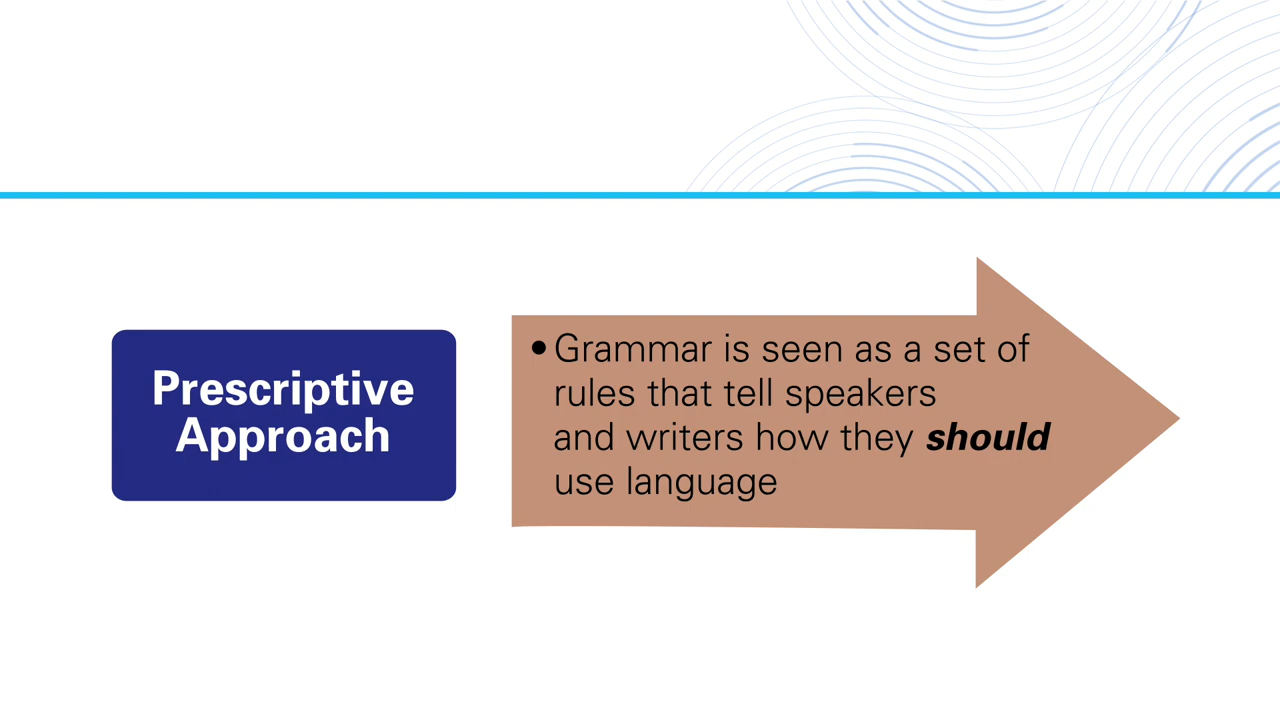 Prescriptive
Approach
• Grammar is seen as a set of
rules that tell speakers
and writers how they should
use language